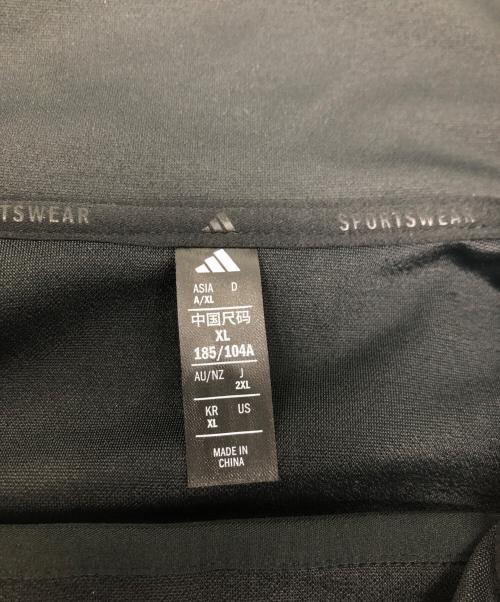 TSWEAR
SPORTSWEAR
ASIA D
A/XL
中国尺码
XL
185/104A
AU/NZ J
2XL
KR US
XL
MADE IN
CHINA